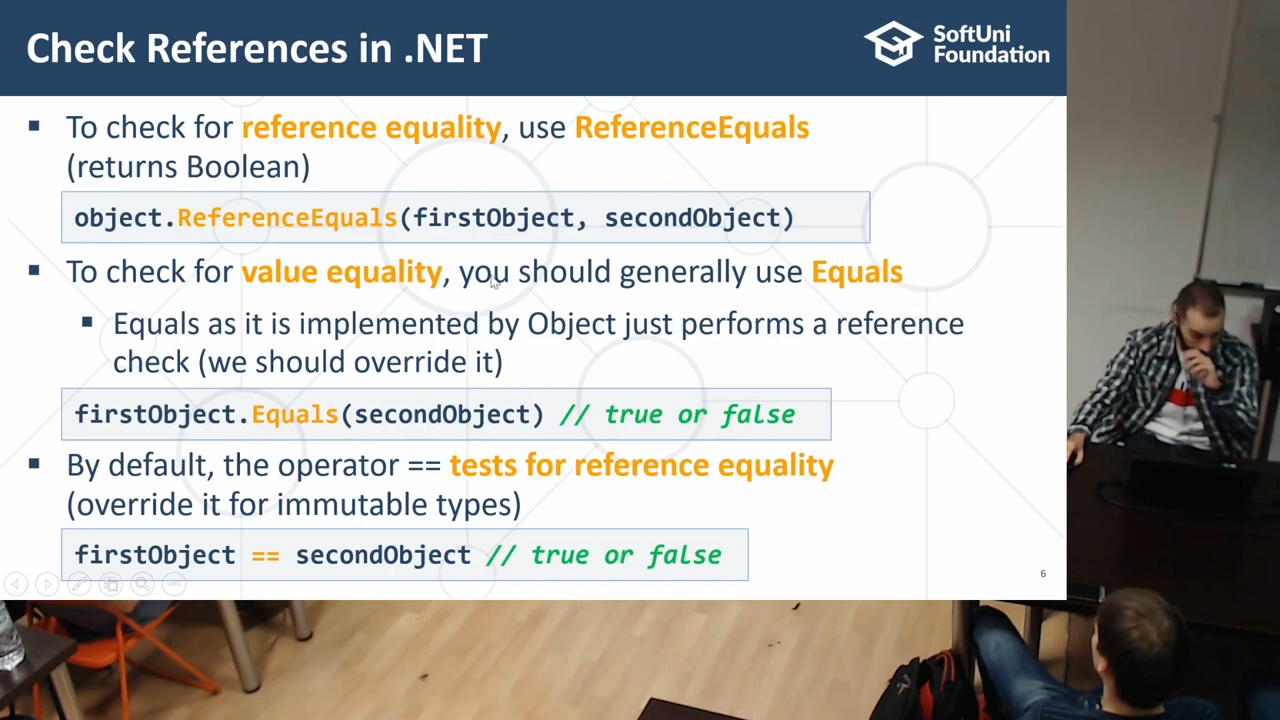 Check References in .NET
SoftUni
Foundation
▪ To check for reference equality, use ReferenceEquals
(returns Boolean)
object.ReferenceEquals(firstObject, secondObject)
▪ To check for value equality, you should generally use Equals
▪ Equals as it is implemented by Object just performs a reference
check (we should override it)
firstObject.Equals(secondObject) // true or false
▪ By default, the operator == tests for reference equality
(override it for immutable types)
firstObject == secondObject // true or false
6